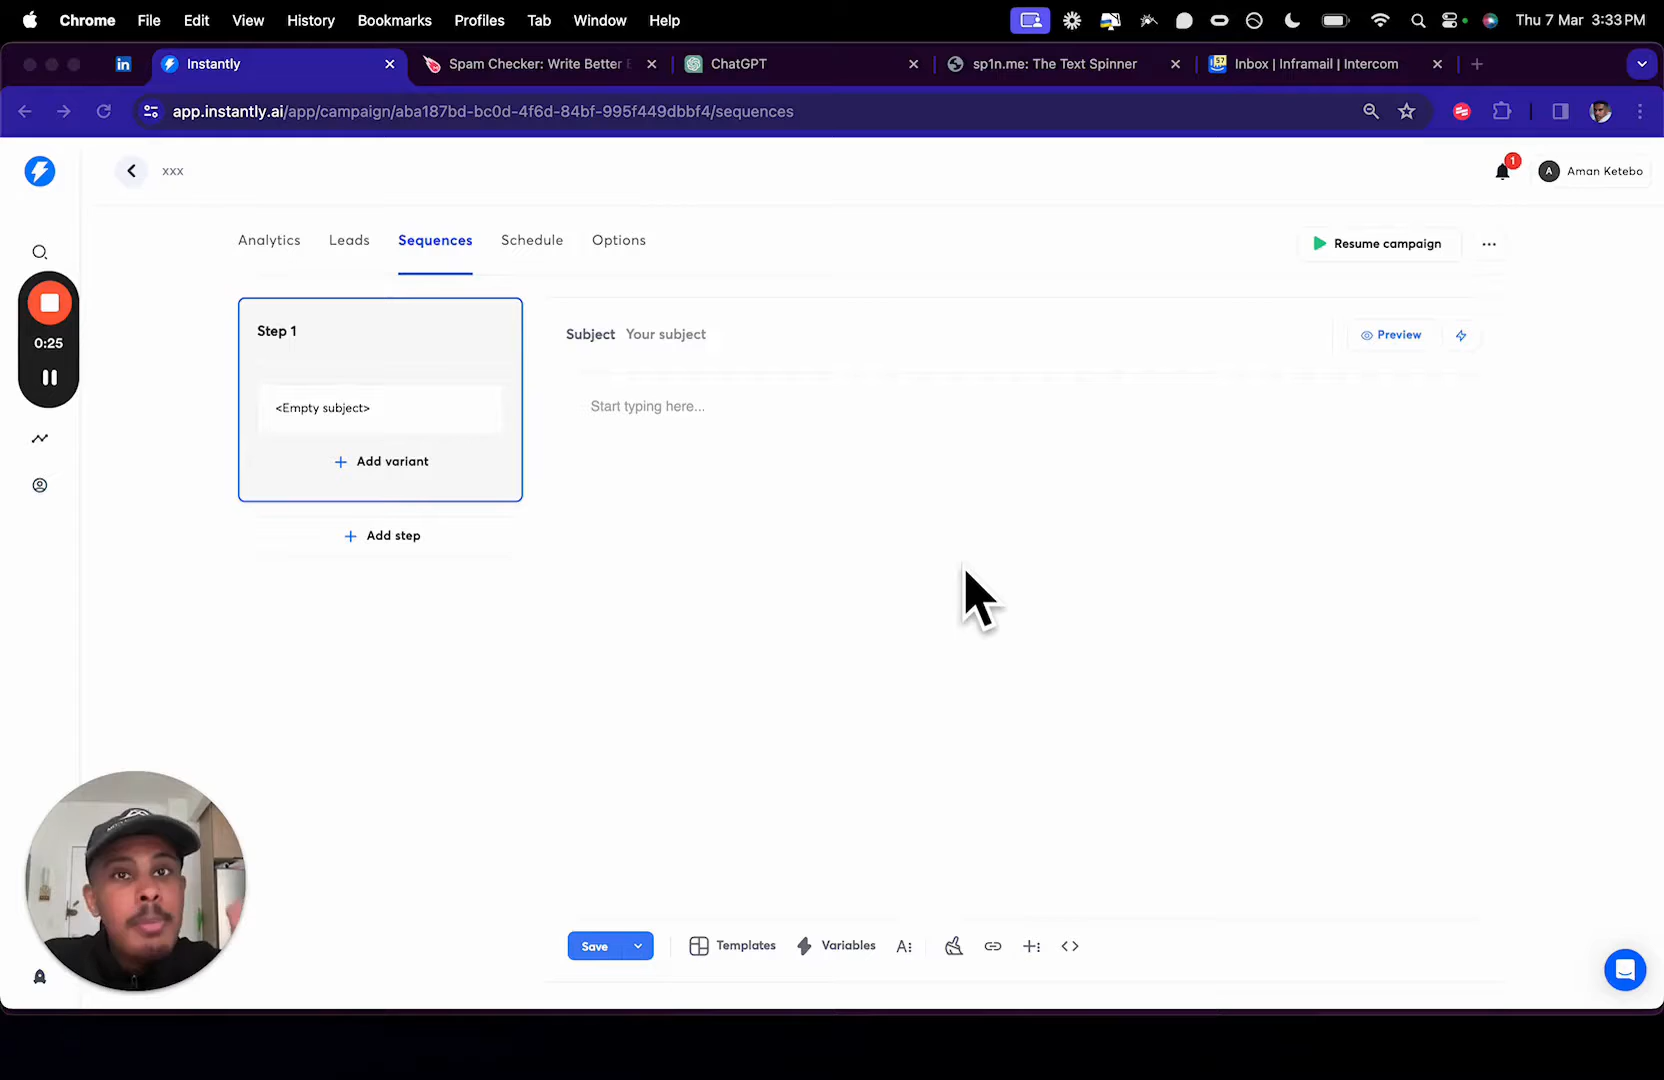 Chrome File Edit View History Bookmarks Profiles Tab Window Help Thu 7 Mar 3:33 PM
Instantly Spam Checker: Write Better ChatGPT sp1n.me: The Text Spinner Inbox | Inframail | Intercom
app.instantly.ai/app/campaign/aba187bd-bc0d-4f6d-84bf-995f449dbbf4/sequences
xxx 1 A Aman Ketebo
Analytics Leads Sequences Schedule Options Resume campaign
Step 1
Subject Your subject Preview
0:25
<Empty subject>
Start typing here...
Add variant
Add step
Save Templates Variables